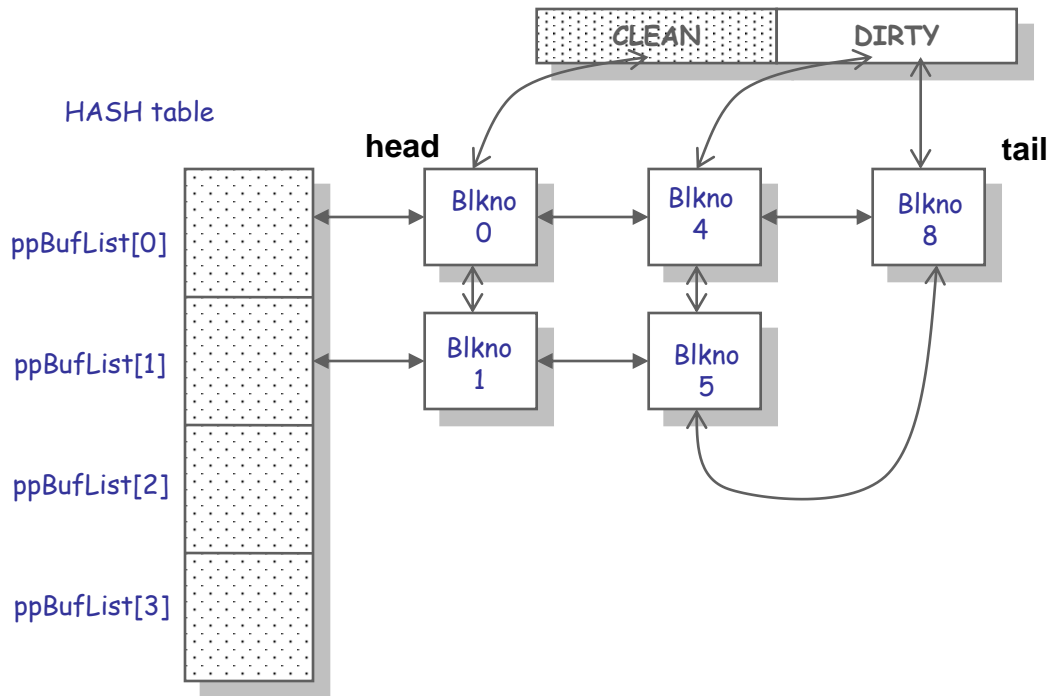 CLEAN
DIRTY
HASH table
head
tail
ppBufList[0]
Blkno
0
Blkno
4
Blkno
8
ppBufList[1]
Blkno
1
Blkno
5
ppBufList[2]
ppBufList[3]